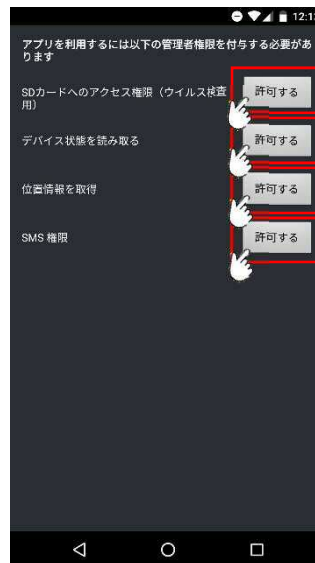 12:1
アプリを利用するには以下の管理者権限を付与する必要があ
ります
SDカードへのアクセス権限（ウイルス検査
用）
許可する
デバイス状態を読み取る
許可する
位置情報を取得
許可する
SMS 権限
許可する